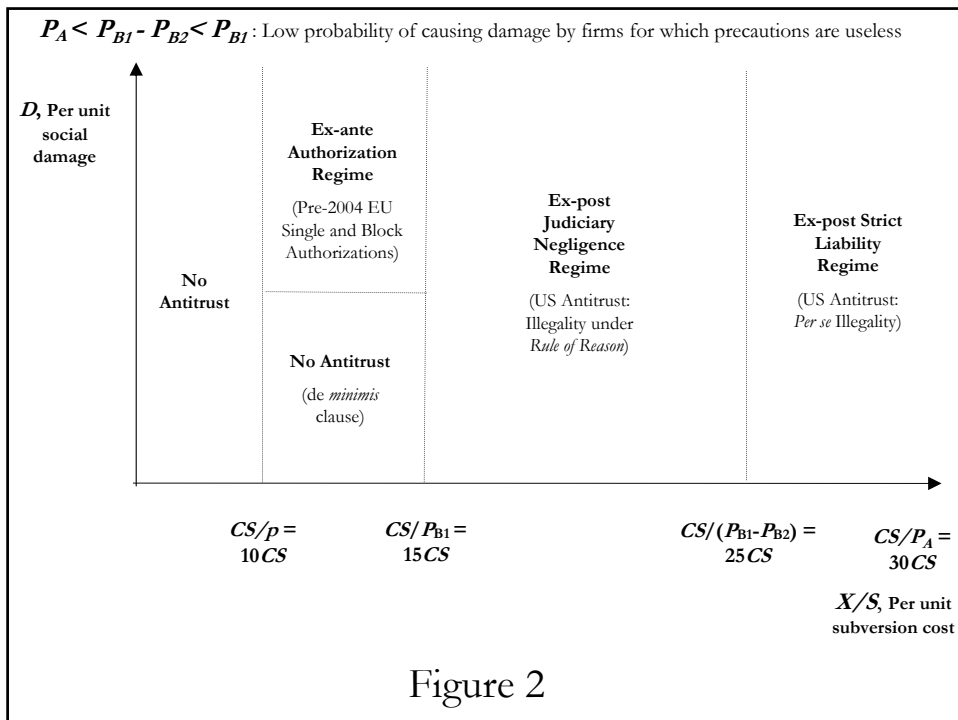 P_A < P_B1 - P_B2 < P_B1 : Low probability of causing damage by firms for which precautions are useless
D, Per unit
social
damage
No
Antitrust
Ex-ante
Authorization
Regime
(Pre-2004 EU
Single and Block
Authorizations)
No Antitrust
(de minimis
clause)
Ex-post
Judiciary
Negligence
Regime
(US Antitrust:
Illegality under
Rule of Reason)
Ex-post Strict
Liability
Regime
(US Antitrust:
Per se Illegality)
CS/p =
10CS
CS/P_B1 =
15CS
CS/(P_B1-P_B2) =
25CS
CS/P_A =
30CS
X/S, Per unit
subversion cost
Figure 2